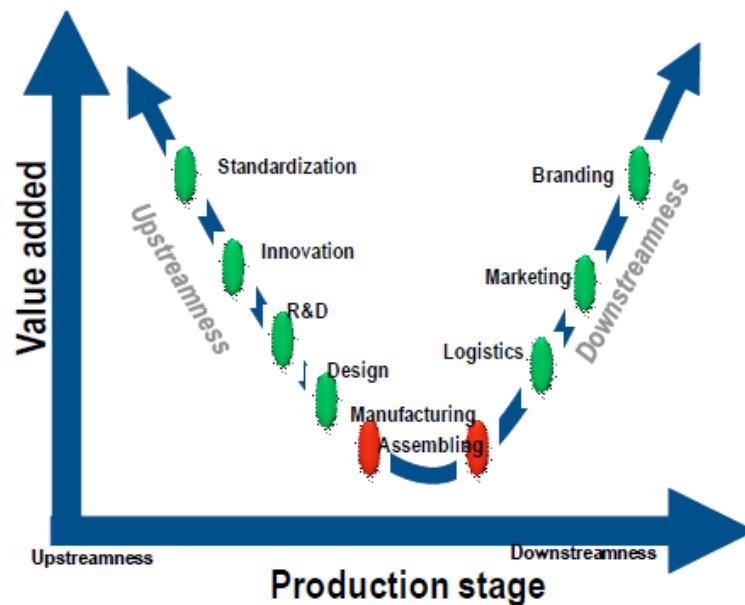 Value added
Standardization
Upstreamness
Innovation
R&D
Design
Manufacturing
Assembling
Logistics
Marketing
Branding
Downstreamness
Upstreamness
Downstreamness
Production stage